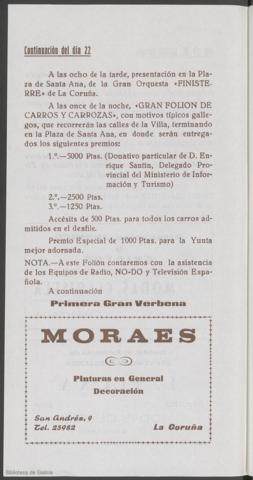 Continuación del día 22
A las ocho de la tarde, presentación en la Pla-
za de Santa Ana, de la Gran Orquesta «FINISTE-
RRE» de La Coruña.
A las once de la noche, «GRAN FOLION DE
CARROS Y CARROZAS», con motivos típicos galle-
gos, que recorrerán las calles de la Villa, terminando
en la Plaza de Santa Ana, en donde serán entrega-
dos los siguientes premios:
1.º.—5000 Ptas. (Donativo particular de D. En-
rique Santín, Delegado Pro-
vincial del Ministerio de Infor-
mación y Turismo)
2.º.—2500 Ptas.
3.º—1250 Ptas.
Accésits de 500 Ptas. para todos los carros ad-
mitidos en el desfile.
Premio Especial de 1000 Ptas. para la Yunta
mejor adornada.
NOTA.—A este Folión contaremos con la asistencia
de los Equipos de Radio, NO-DO y Televisión Espa-
ñola.
A continuación
Primera Gran Verbena
MORAES
Pinturas en General
Decoración
San Andrés, 9
Tel. 25982 La Coruña
Biblioteca de Galicia